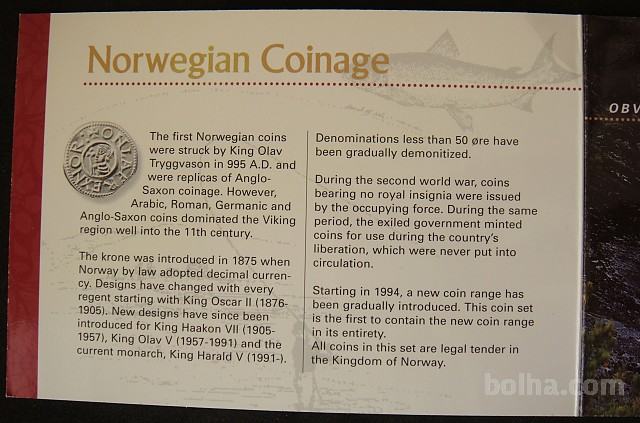 Norwegian Coinage
The first Norwegian coins
were struck by King Olav
Tryggvason in 995 A.D. and
were replicas of Anglo-
Saxon coinage. However,
Arabic, Roman, Germanic and
Anglo-Saxon coins dominated the Viking
region well into the 11th century.
The krone was introduced in 1875 when
Norway by law adopted decimal curren-
cy. Designs have changed with every
regent starting with King Oscar II (1876-
1905). New designs have since been
introduced for King Haakon VII (1905-
1957), King Olav V (1957-1991) and the
current monarch, King Harald V (1991-).
Denominations less than 50 øre have
been gradually demonitized.
During the second world war, coins
bearing no royal insignia were issued
by the occupying force. During the same
period, the exiled government minted
coins for use during the country's
liberation, which were never put into
circulation.
Starting in 1994, a new coin range has
been gradually introduced. This coin set
is the first to contain the new coin range
in its entirety.
All coins in this set are legal tender in
the Kingdom of Norway.
OBV
bolha.com